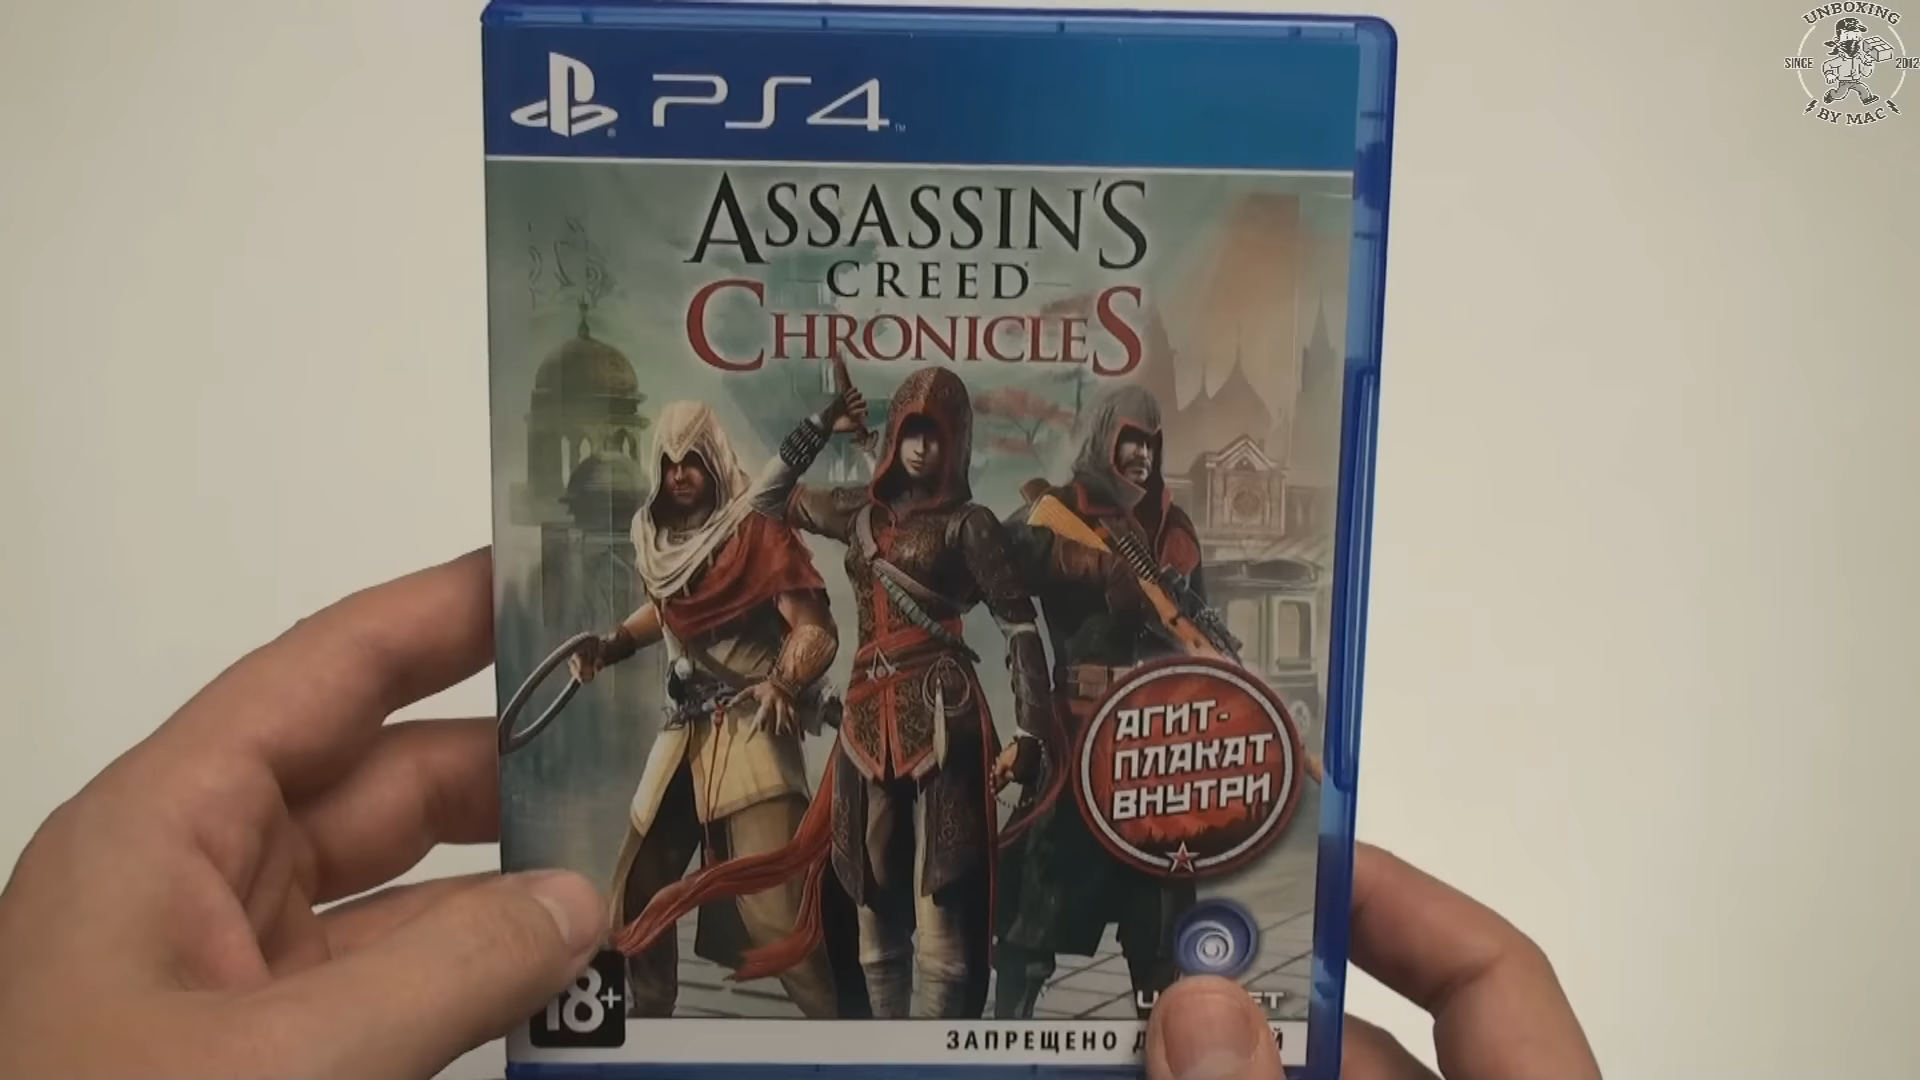 UNBOXING
SINCE 2012
BY MAC
PS4
ASSASSIN'S
CREED
CHRONICLES
АГИТ-
ПЛАКАТ
ВНУТРИ
18+
ЗАПРЕЩЕНО